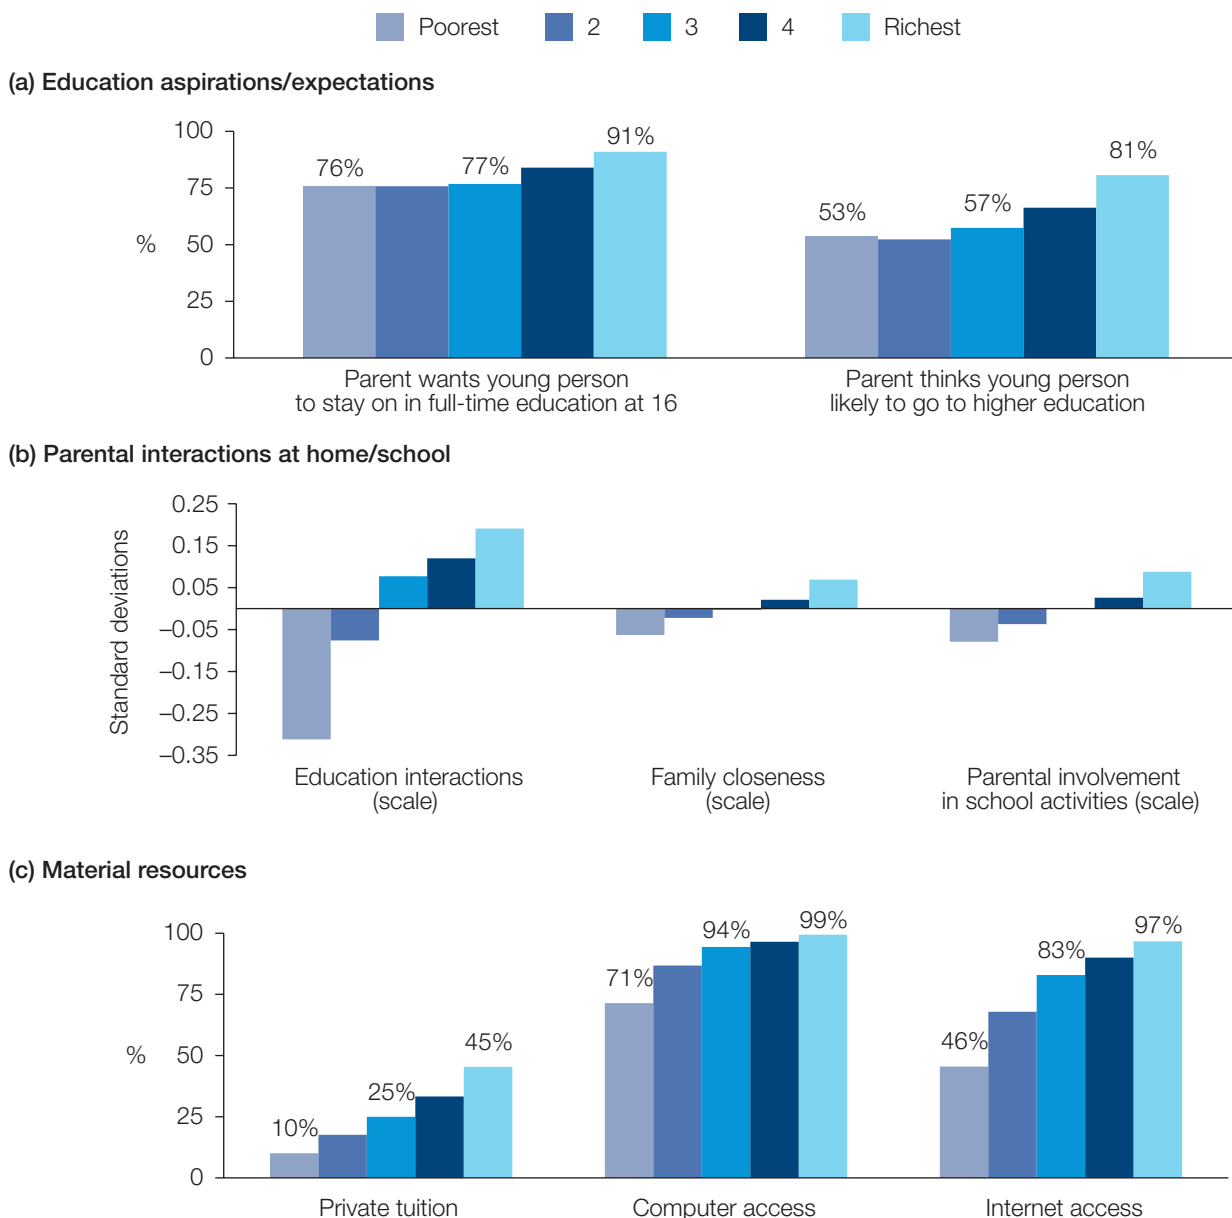 Poorest 2 3 4 Richest
(a) Education aspirations/expectations
100
75
50
25
0
%
76% 77% 91%
53% 57% 81%
Parent wants young person
to stay on in full-time education at 16
Parent thinks young person
likely to go to higher education
(b) Parental interactions at home/school
Standard deviations
0.25
0.15
0.05
–0.05
–0.15
–0.25
–0.35
Education interactions
(scale)
Family closeness
(scale)
Parental involvement
in school activities (scale)
(c) Material resources
100
75
50
25
0
%
10% 25% 45%
71% 94% 99%
46% 83% 97%
Private tuition
Computer access
Internet access